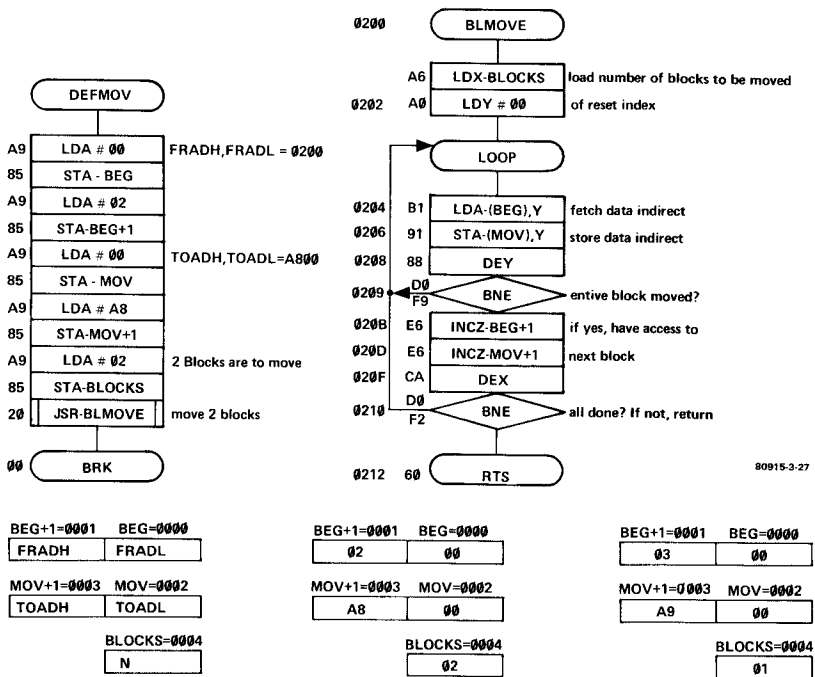 DEFMOV
A9 LDA # 00 FRADH,FRADL = 0200
85 STA - BEG
A9 LDA # 02
85 STA-BEG+1
A9 LDA # 00 TOADH,TOADL=A800
85 STA - MOV
A9 LDA # A8
85 STA-MOV+1
A9 LDA # 02 2 Blocks are to move
85 STA-BLOCKS
20 JSR-BLMOVE move 2 blocks
00 BRK
0200 BLMOVE
A6 LDX-BLOCKS load number of blocks to be moved
0202 A0 LDY # 00 of reset index
LOOP
0204 B1 LDA-(BEG),Y fetch data indirect
0206 91 STA-(MOV),Y store data indirect
0208 88 DEY
0209 D0 F9 BNE entive block moved?
020B E6 INCZ-BEG+1 if yes, have access to
020D E6 INCZ-MOV+1 next block
020F CA DEX
0210 D0 F2 BNE all done? If not, return
0212 60 RTS
80915-3-27
BEG+1=0001 BEG=0000
FRADH FRADL
MOV+1=0003 MOV=0002
TOADH TOADL
BLOCKS=0004
N
BEG+1=0001 BEG=0000
02 00
MOV+1=0003 MOV=0002
A8 00
BLOCKS=0004
02
BEG+1=0001 BEG=0000
03 00
MOV+1=0003 MOV=0002
A9 00
BLOCKS=0004
01